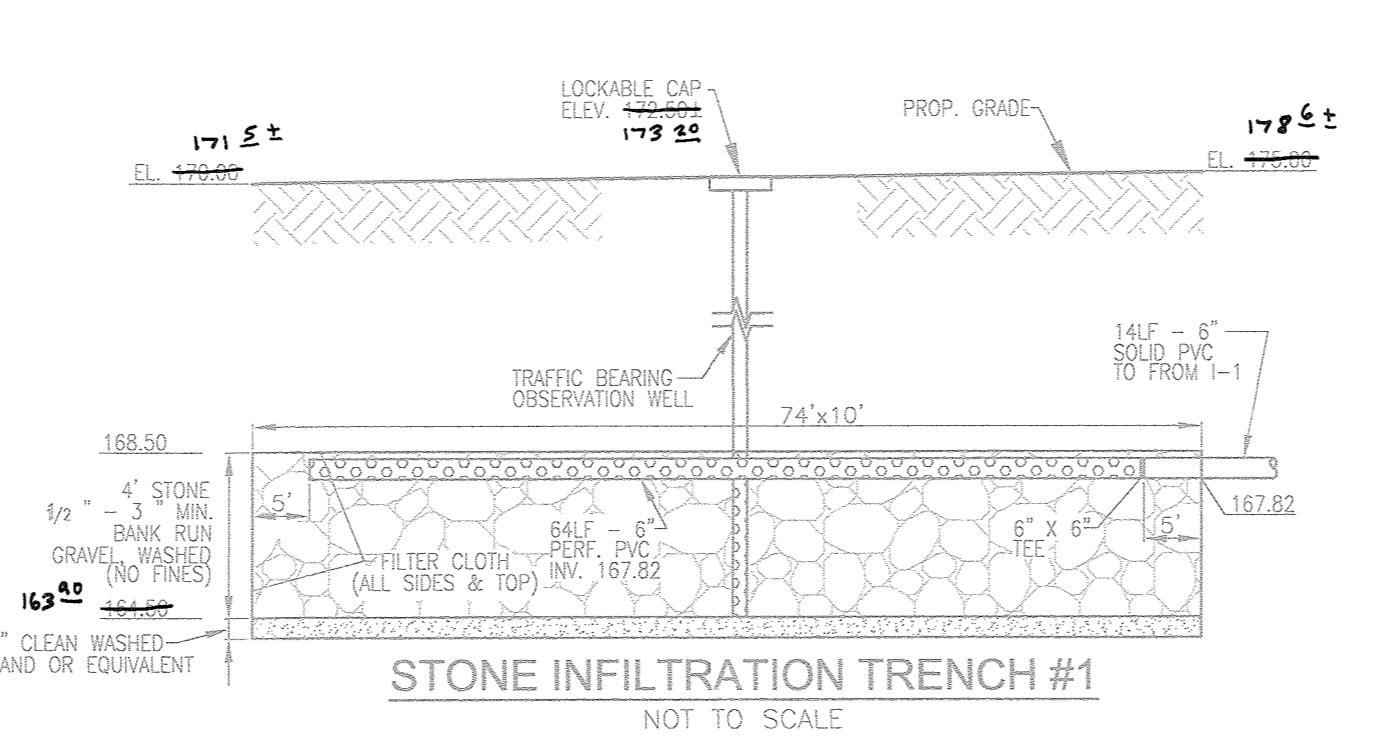 LOCKABLE CAP
ELEV. 172.50±
173 20
PROP. GRADE
171 5 ±
EL. 170.00
178 6 ±
EL. 175.00
14LF - 6"
SOLID PVC
TO FROM I-1
TRAFFIC BEARING
OBSERVATION WELL
74'x10'
168.50
4' STONE
1/2 " - 3 " MIN.
BANK RUN
GRAVEL, WASHED
(NO FINES)
5'
FILTER CLOTH
(ALL SIDES & TOP)
64LF - 6"
PERF. PVC
INV. 167.82
6" X 6"
TEE
5'
167.82
163 90
164.50
" CLEAN WASHED
AND OR EQUIVALENT
STONE INFILTRATION TRENCH #1
NOT TO SCALE